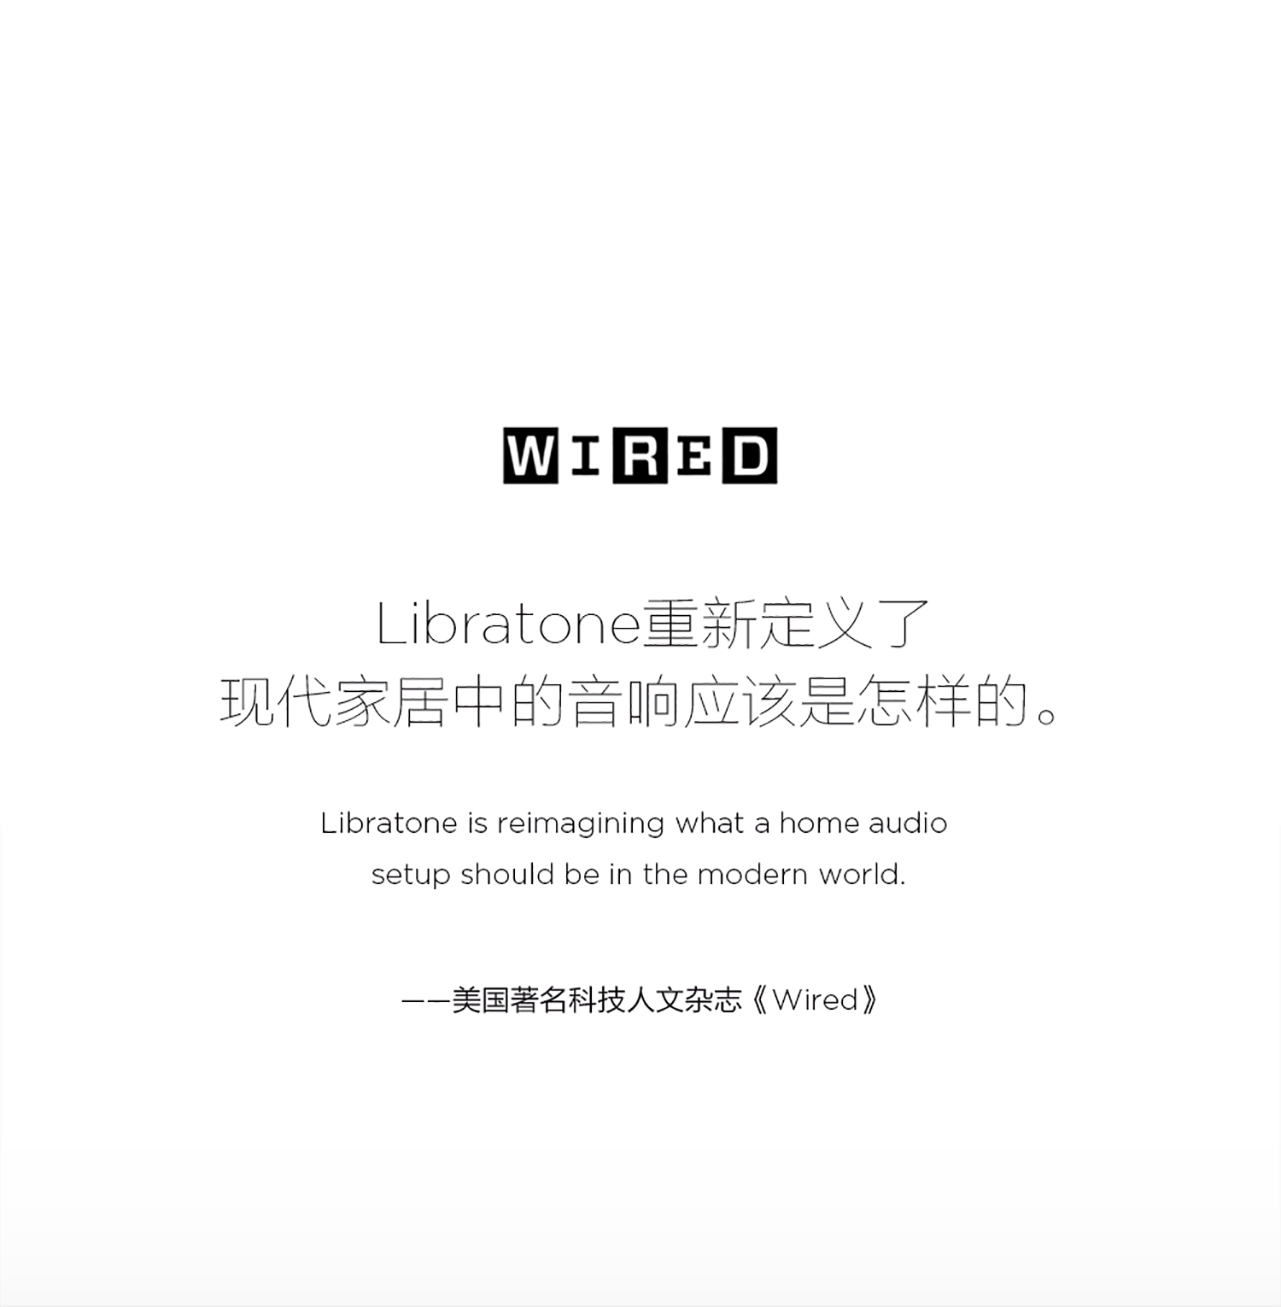 WIRED
Libratone重新定义了
现代家居中的音响应该是怎样的。
Libratone is reimagining what a home audio
setup should be in the modern world.
——美国著名科技人文杂志《Wired》